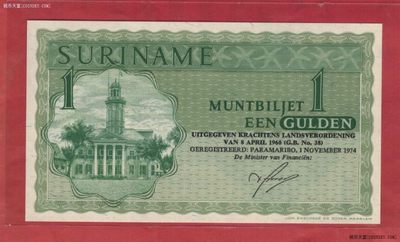 SURINAME
1
1
MUNTBILJET
EEN GULDEN
UITGEGEVEN KRACHTENS LANDSVERORDENING
VAN 8 APRIL 1960 (G.B. No. 38)
GEREGISTREERD: PARAMARIBO, 1 NOVEMBER 1974
De Minister van Financiën:
JOH. ENSCHEDÉ EN ZONEN HAARLEM